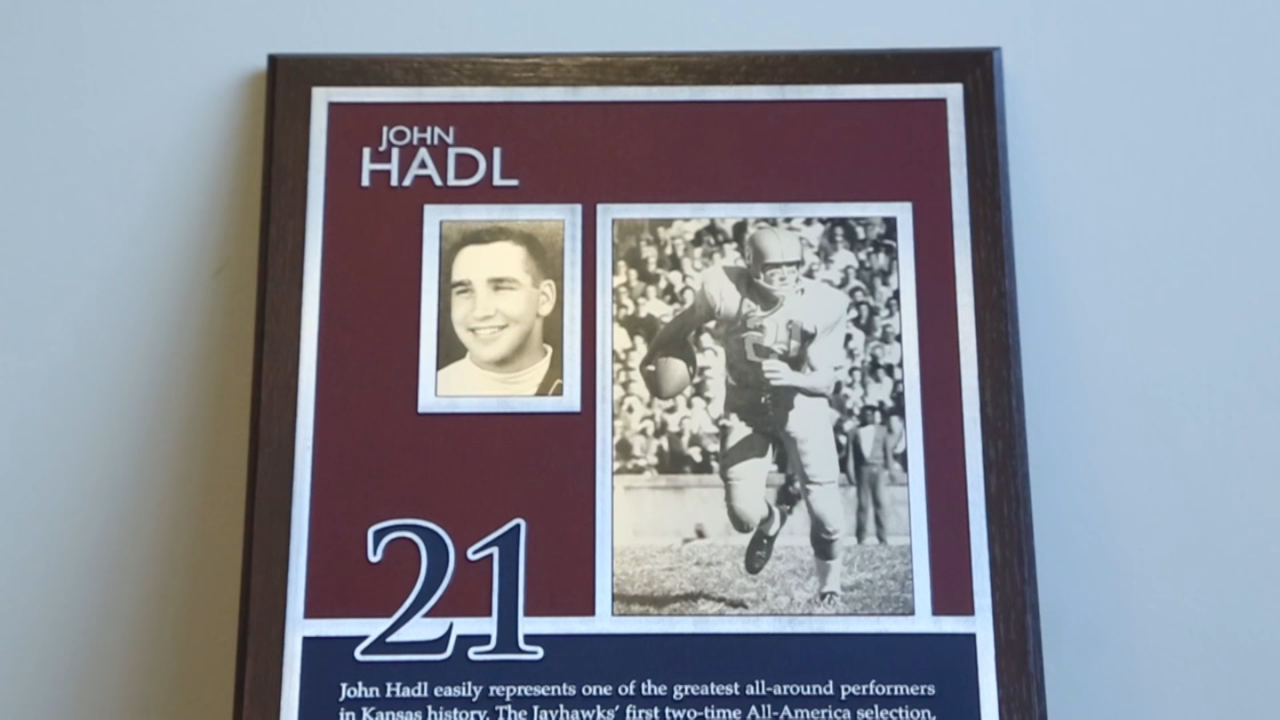 JOHN
HADL
21
21
John Hadl easily represents one of the greatest all-around performers
in Kansas history. The Jayhawks' first two-time All-America selection,